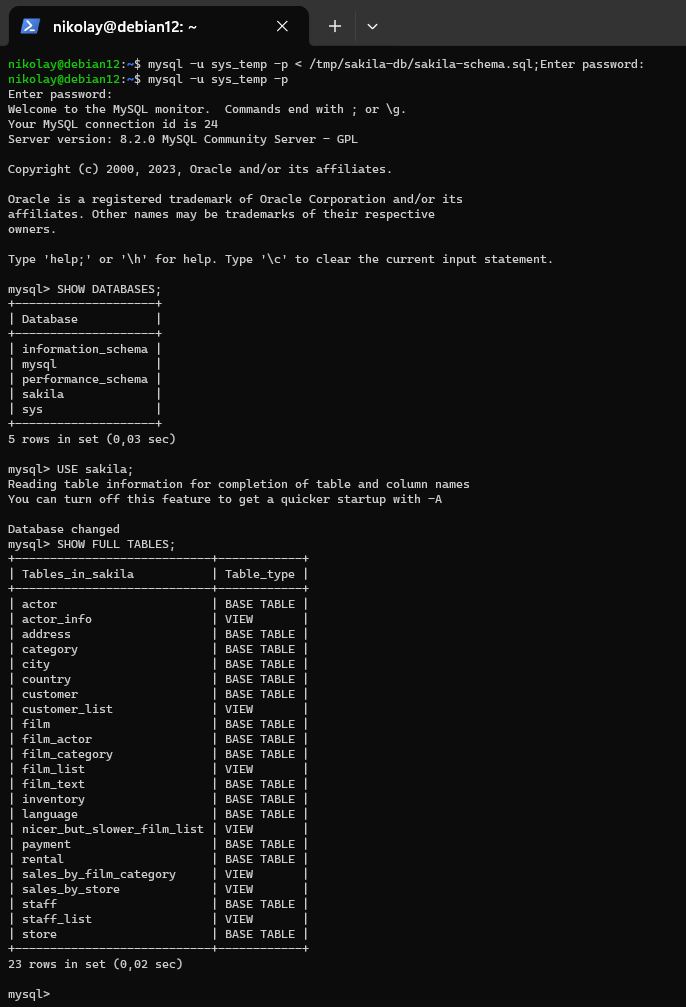 nikolay@debian12: ~
nikolay@debian12:~$ mysql -u sys_temp -p < /tmp/sakila-db/sakila-schema.sql;Enter password:
nikolay@debian12:~$ mysql -u sys_temp -p
Enter password:
Welcome to the MySQL monitor.  Commands end with ; or \g.
Your MySQL connection id is 24
Server version: 8.2.0 MySQL Community Server - GPL
Copyright (c) 2000, 2023, Oracle and/or its affiliates.
Oracle is a registered trademark of Oracle Corporation and/or its
affiliates. Other names may be trademarks of their respective
owners.
Type 'help;' or '\h' for help. Type '\c' to clear the current input statement.
mysql> SHOW DATABASES;
+--------------------+
| Database           |
+--------------------+
| information_schema |
| mysql              |
| performance_schema |
| sakila             |
| sys                |
+--------------------+
5 rows in set (0,03 sec)
mysql> USE sakila;
Reading table information for completion of table and column names
You can turn off this feature to get a quicker startup with -A
Database changed
mysql> SHOW FULL TABLES;
+----------------------------+------------+
| Tables_in_sakila           | Table_type |
+----------------------------+------------+
| actor                      | BASE TABLE |
| actor_info                 | VIEW       |
| address                    | BASE TABLE |
| category                   | BASE TABLE |
| city                       | BASE TABLE |
| country                    | BASE TABLE |
| customer                   | BASE TABLE |
| customer_list              | VIEW       |
| film                       | BASE TABLE |
| film_actor                 | BASE TABLE |
| film_category              | BASE TABLE |
| film_list                  | VIEW       |
| film_text                  | BASE TABLE |
| inventory                  | BASE TABLE |
| language                   | BASE TABLE |
| nicer_but_slower_film_list | VIEW       |
| payment                    | BASE TABLE |
| rental                     | BASE TABLE |
| sales_by_film_category     | VIEW       |
| sales_by_store             | VIEW       |
| staff                      | BASE TABLE |
| staff_list                 | VIEW       |
| store                      | BASE TABLE |
+----------------------------+------------+
23 rows in set (0,02 sec)
mysql>